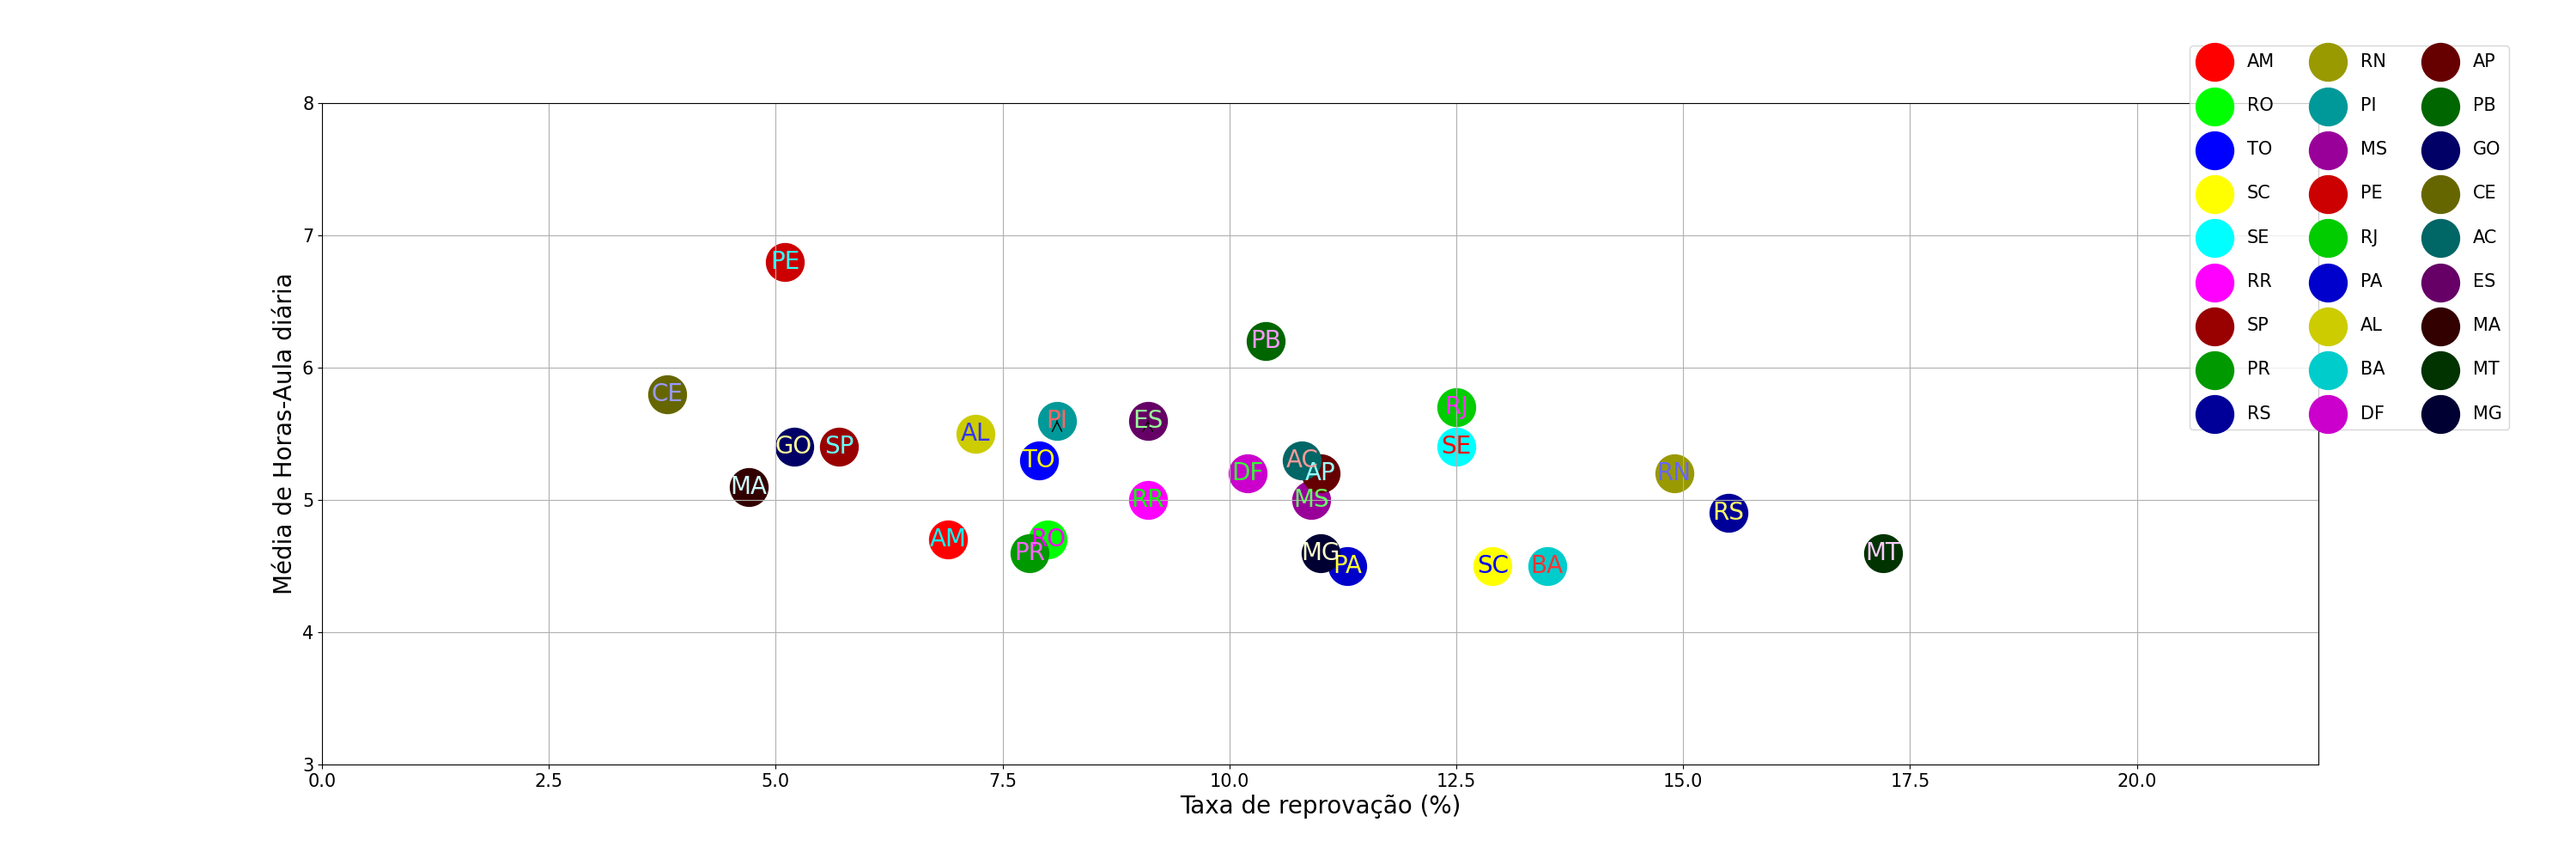 AM RN AP
RO PI PB
TO MS GO
SC PE CE
SE RJ AC
RR PA ES
SP AL MA
PR BA MT
RS DF MG
Média de Horas-Aula diária
8
7
6
5
4
3
PE
PB
CE
RJ
PI
ES
AL
GO
SP
SE
TO
AC
DF
AP
RN
MA
RR
MS
RS
AM
RO
PR
MG
MT
PA
SC
BA
0.0 2.5 5.0 7.5 10.0 12.5 15.0 17.5 20.0
Taxa de reprovação (%)